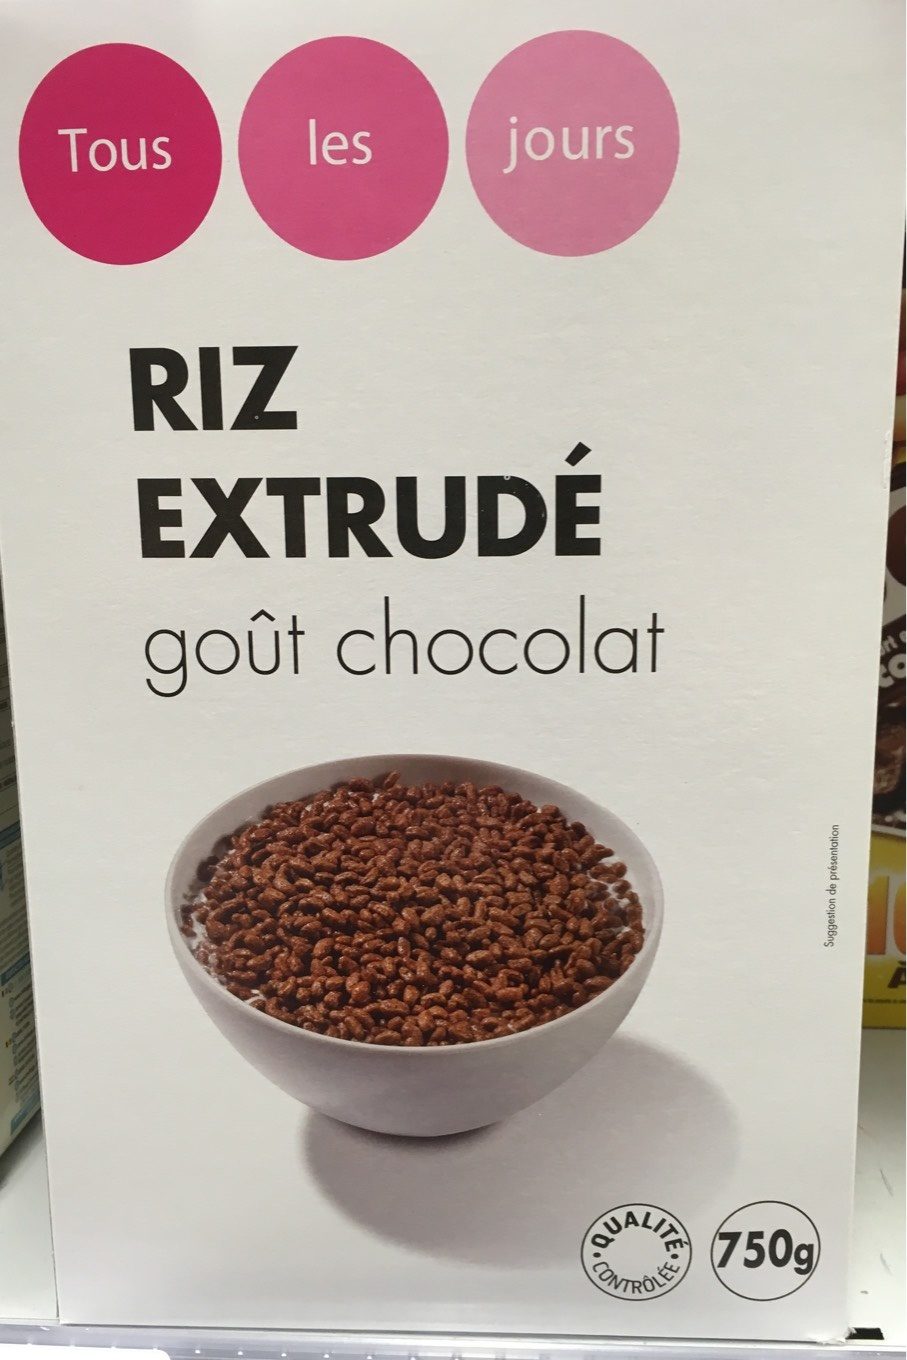 Tous les jours
RIZ
EXTRUDÉ
goût chocolat
Suggestion de présentation
QUALITÉ CONTRÔLÉE
750g